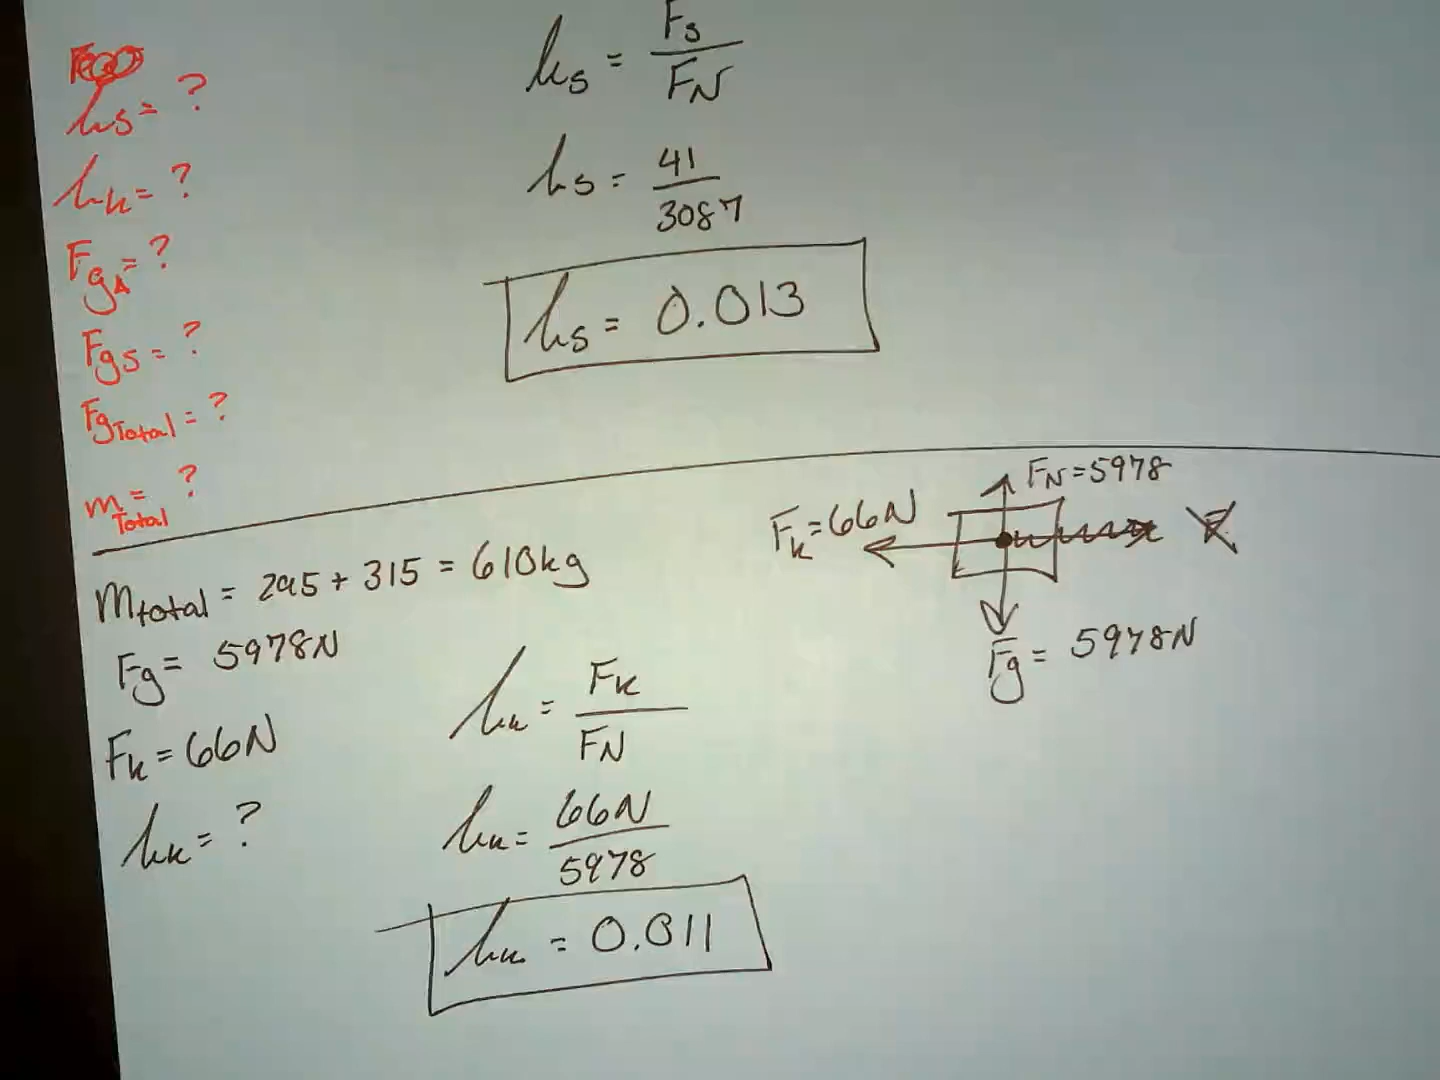 μs = ?
μk = ?
FgA = ?
Fgs = ?
FgTotal = ?
mTotal = ?
μs = Fs / FN
μs = 41 / 3087
μs = 0.013
mtotal = 295 + 315 = 610kg
Fg = 5978N
Fk = 66N
μk = ?
μk = Fk / FN
μk = 66N / 5978
μk = 0.011
FN = 5978
Fk = 66N
Fg = 5978N